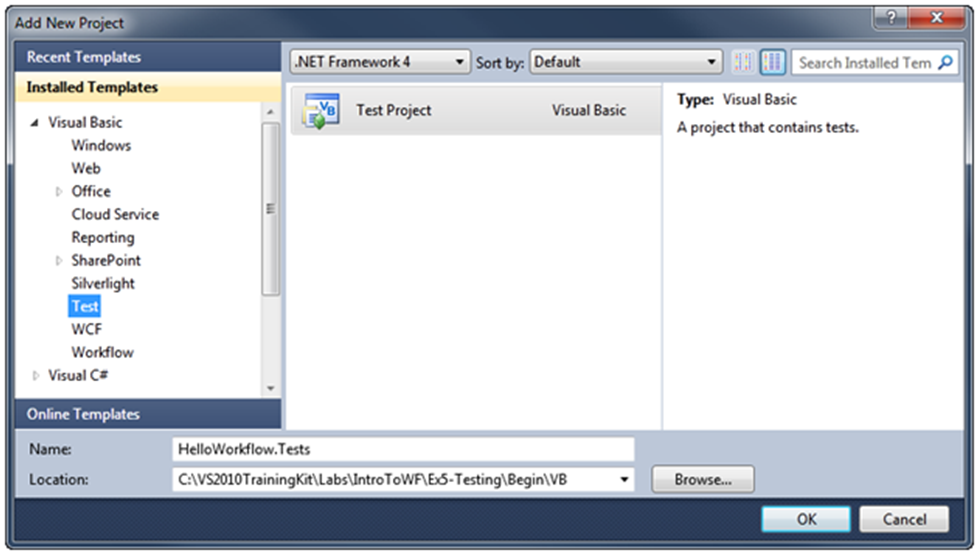 Add New Project
Recent Templates
Installed Templates
Visual Basic
Windows
Web
Office
Cloud Service
Reporting
SharePoint
Silverlight
Test
WCF
Workflow
Visual C#
Online Templates
.NET Framework 4 Sort by: Default Search Installed Tem
Test Project Visual Basic
Type: Visual Basic
A project that contains tests.
Name: HelloWorkflow.Tests
Location: C:\VS2010TrainingKit\Labs\IntroToWF\Ex5-Testing\Begin\VB Browse...
OK Cancel